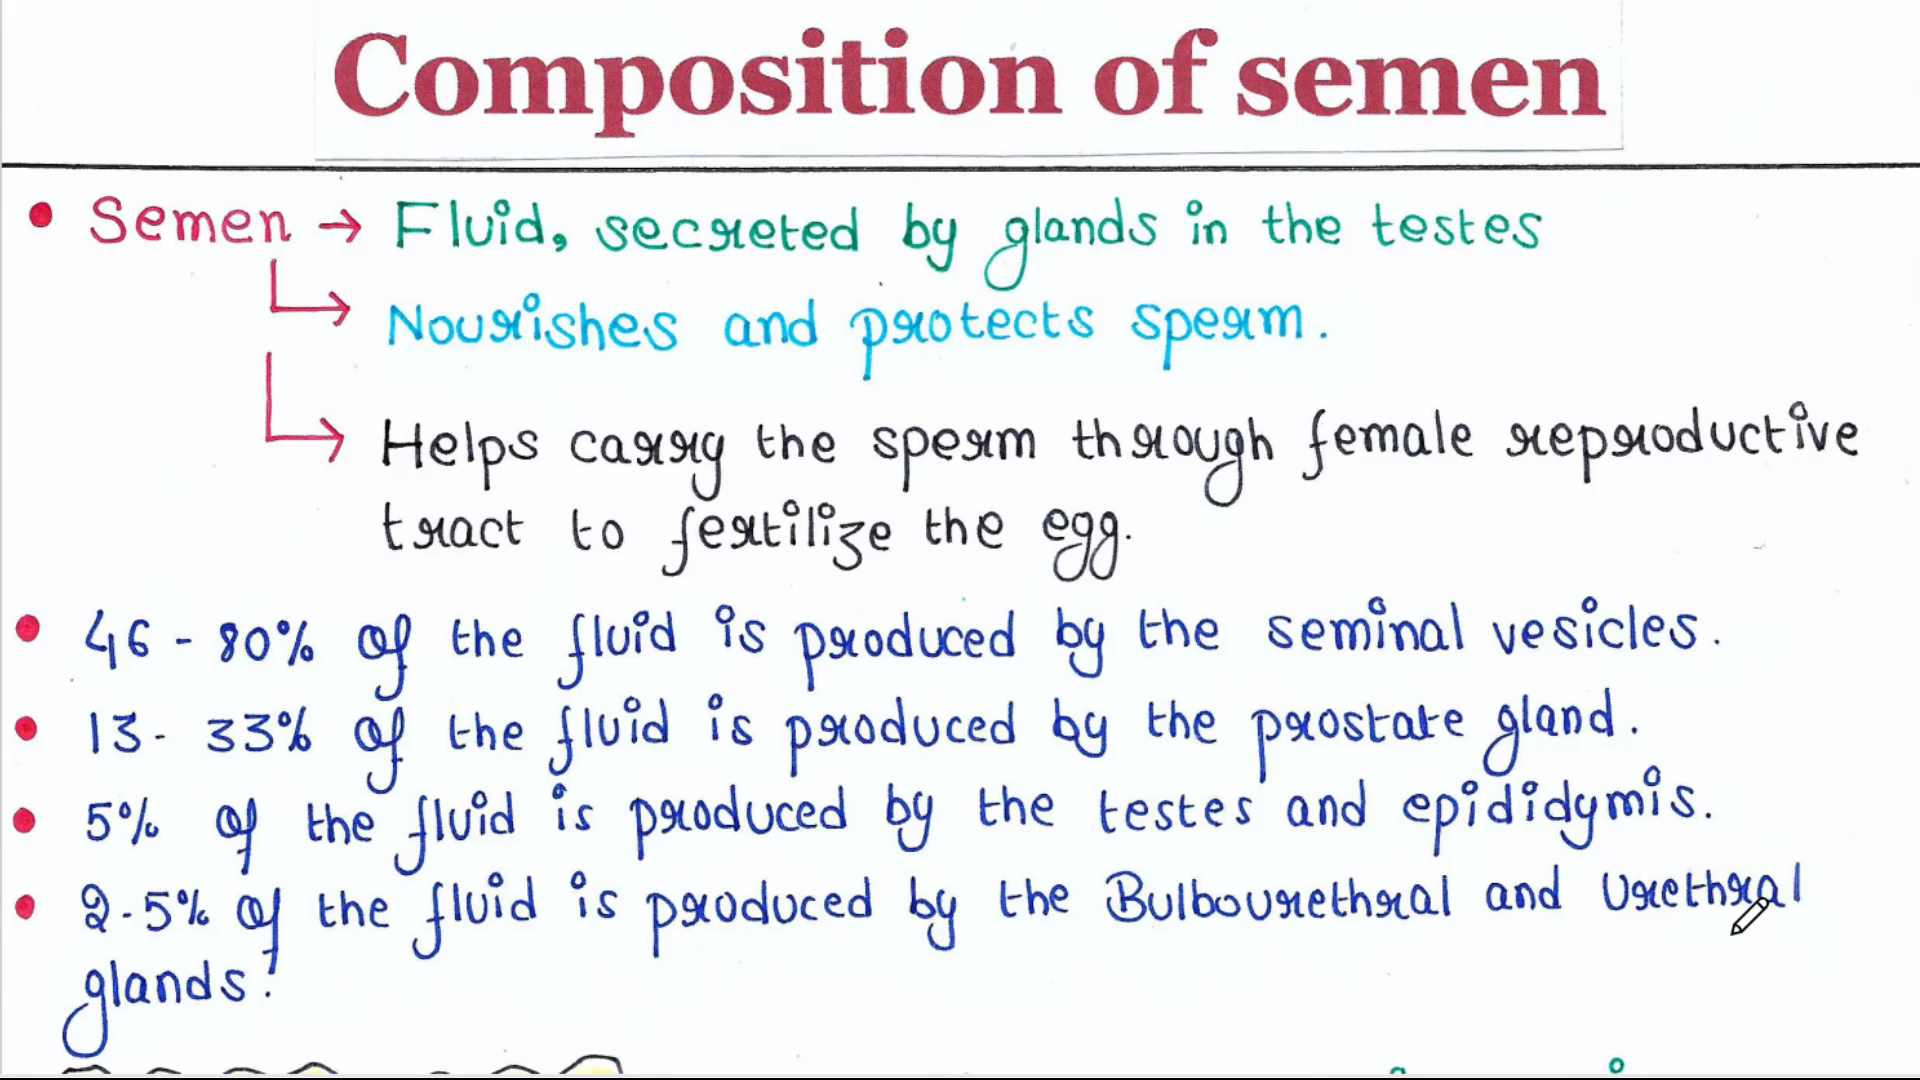 Composition of semen
• Semen → Fluid, secreted by glands in the testes
→ Nourishes and protects sperm.
→ Helps carry the sperm through female reproductive
tract to fertilize the egg.
• 46 - 80% of the fluid is produced by the seminal vesicles.
• 13 - 33% of the fluid is produced by the prostate gland.
• 5% of the fluid is produced by the testes and epididymis.
• 2-5% of the fluid is produced by the Bulbourethral and Urethral
glands.